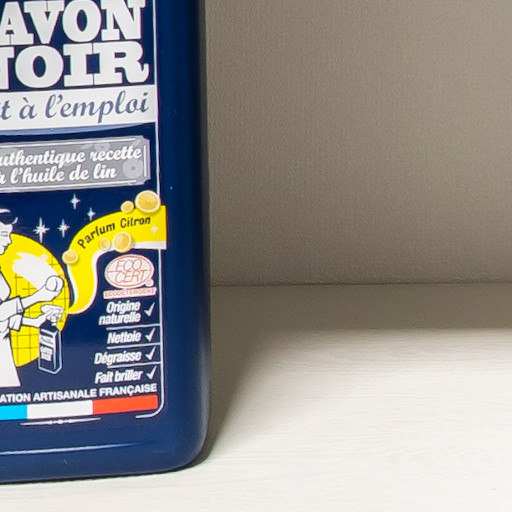 AVON
NOIR
t à l'emploi
uthentique recette
à l'huile de lin
Parfum Citron
ECO
CERT
Origine
naturelle ✓
Nettoie ✓
Dégraisse ✓
Fait briller ✓
ATION ARTISANALE FRANÇAISE